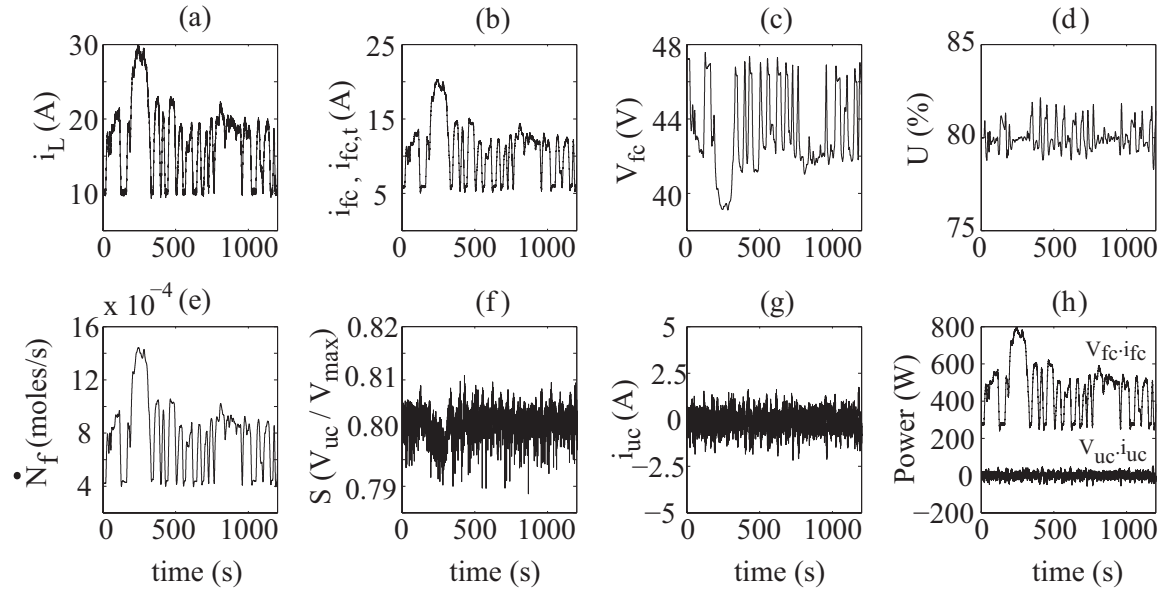 (a) (b) (c) (d)
30 25 48 85
i_L (A) 20 10
i_fc , i_fc,t (A) 15 5
V_fc (V) 44 40
U (%) 80 75
0 500 1000 0 500 1000 0 500 1000 0 500 1000
x 10⁻⁴ (e) (f) (g) (h)
Ṅ_f (moles/s) 16 12 8 4
S (V_uc / V_max) 0.82 0.81 0.80 0.79
i_uc (A) 5 2.5 0 −2.5 −5
Power (W) 800 600 400 200 0 −200
V_fc.i_fc
V_uc.i_uc
0 500 1000 0 500 1000 0 500 1000 0 500 1000
time (s) time (s) time (s) time (s)